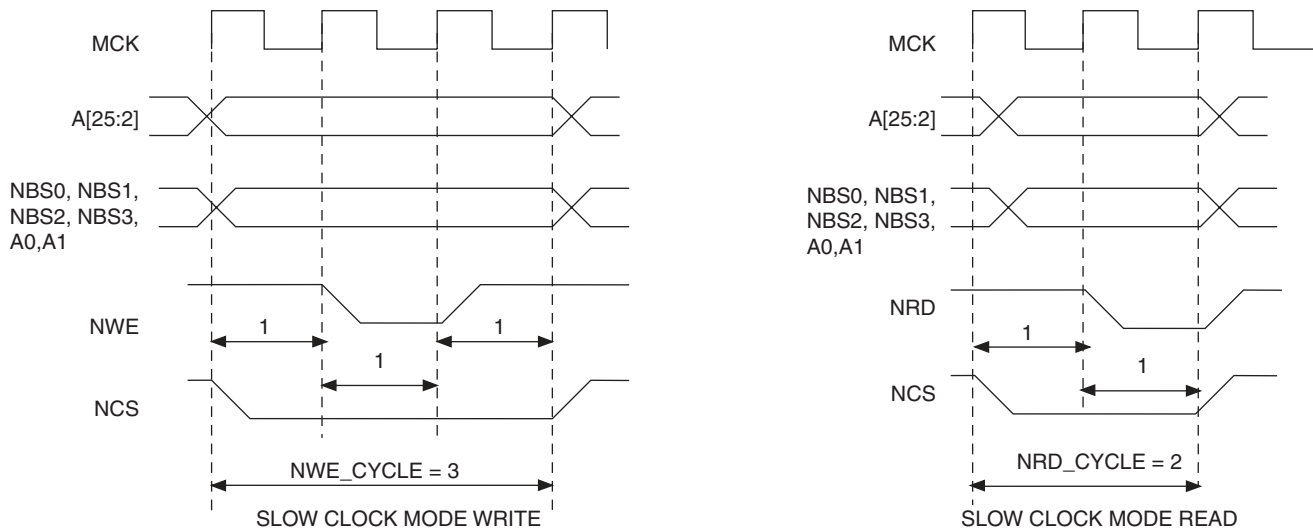 MCK
A[25:2]
NBS0, NBS1,
NBS2, NBS3,
A0,A1
NWE
1
1
1
NCS
NWE_CYCLE = 3
SLOW CLOCK MODE WRITE
MCK
A[25:2]
NBS0, NBS1,
NBS2, NBS3,
A0,A1
NRD
1
1
NCS
NRD_CYCLE = 2
SLOW CLOCK MODE READ